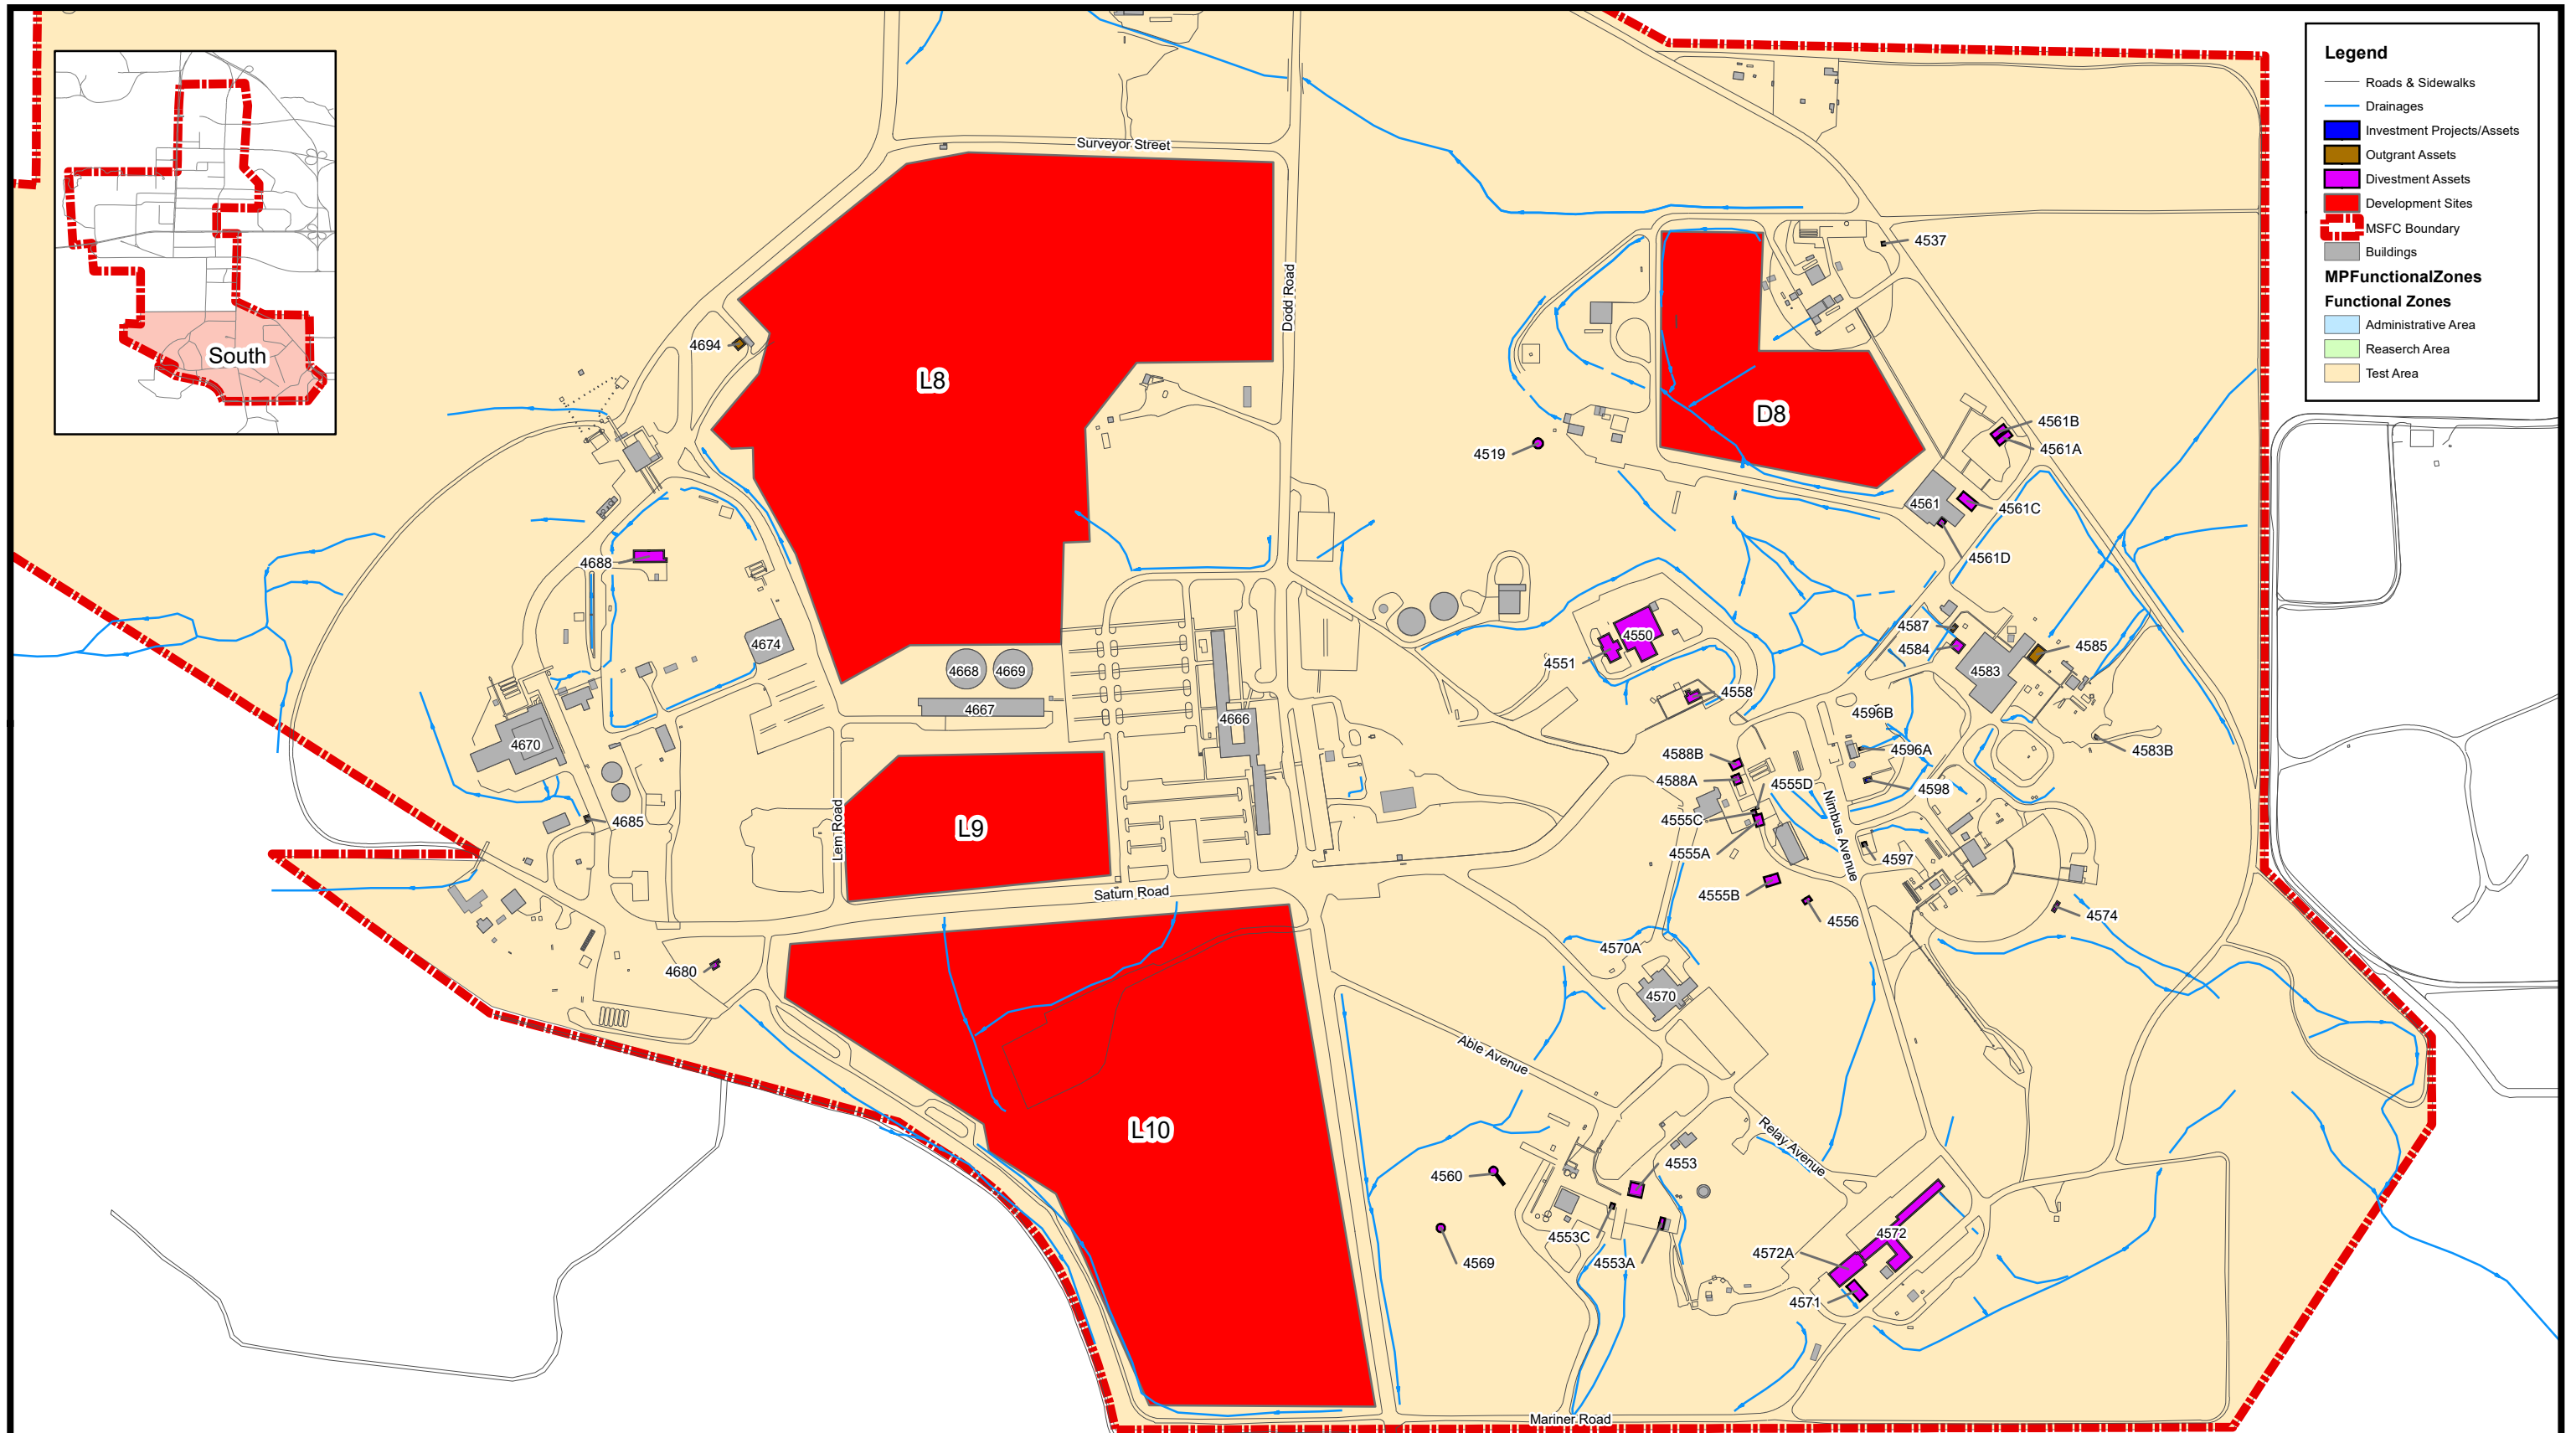 Legend
Roads & Sidewalks
Drainages
Investment Projects/Assets
Outgrant Assets
Divestment Assets
Development Sites
MSFC Boundary
Buildings
MPFunctionalZones
Functional Zones
Administrative Area
Reaserch Area
Test Area
South
Surveyor Street
Dodd Road
4537
4694
L8
D8
4561B
4561A
4519
4561
4561C
4561D
4688
4587
4584
4550
4551
4674
4585
4583
4668
4669
4558
4667
4666
4596B
4670
4596A
4583B
4588B
4588A
4555D
4598
4685
4555C
Nimbus Avenue
Lem Road
L9
4555A
4597
Saturn Road
4555B
4556
4574
4570A
4680
4570
Able Avenue
L10
Relay Avenue
4553
4560
4553C
4572
4572A
4569
4553A
4571
Mariner Road